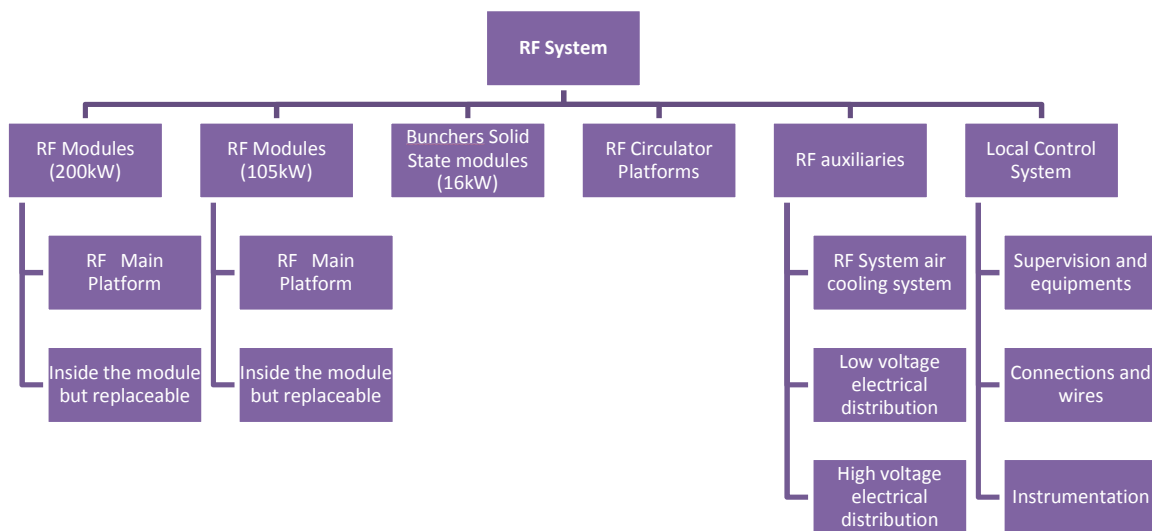 RF System
RF Modules
(200kW)
RF Modules
(105kW)
Bunchers Solid
State modules
(16kW)
RF Circulator
Platforms
RF auxiliaries
Local Control
System
RF Main
Platform
RF Main
Platform
RF System air
cooling system
Supervision and
equipments
Inside the module
but replaceable
Inside the module
but replaceable
Low voltage
electrical
distribution
Connections and
wires
High voltage
electrical
distribution
Instrumentation